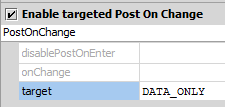 Enable targeted Post On Change
PostOnChange
disablePostOnEnter
onChange
target DATA_ONLY